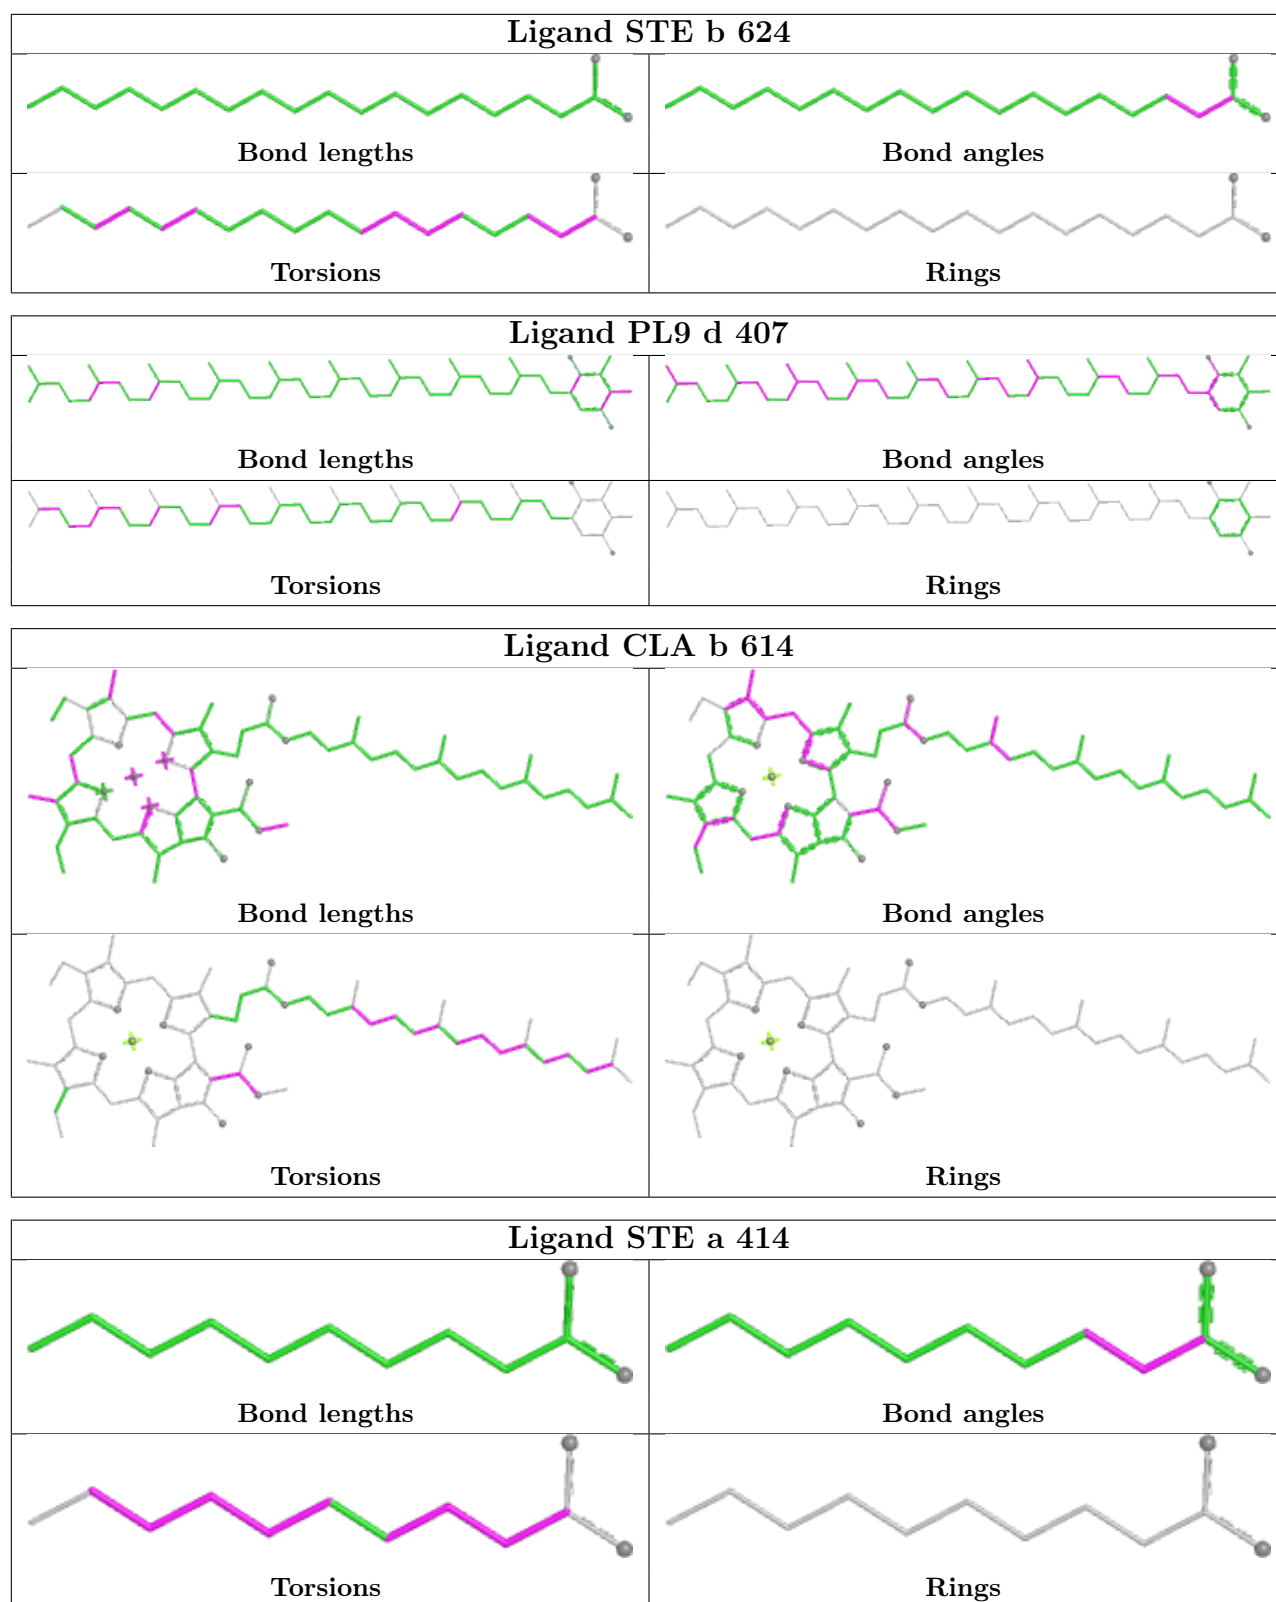 Ligand STE b 624
Bond lengths
Bond angles
Torsions
Rings
Ligand PL9 d 407
Bond lengths
Bond angles
Torsions
Rings
Ligand CLA b 614
Bond lengths
Bond angles
Torsions
Rings
Ligand STE a 414
Bond lengths
Bond angles
Torsions
Rings